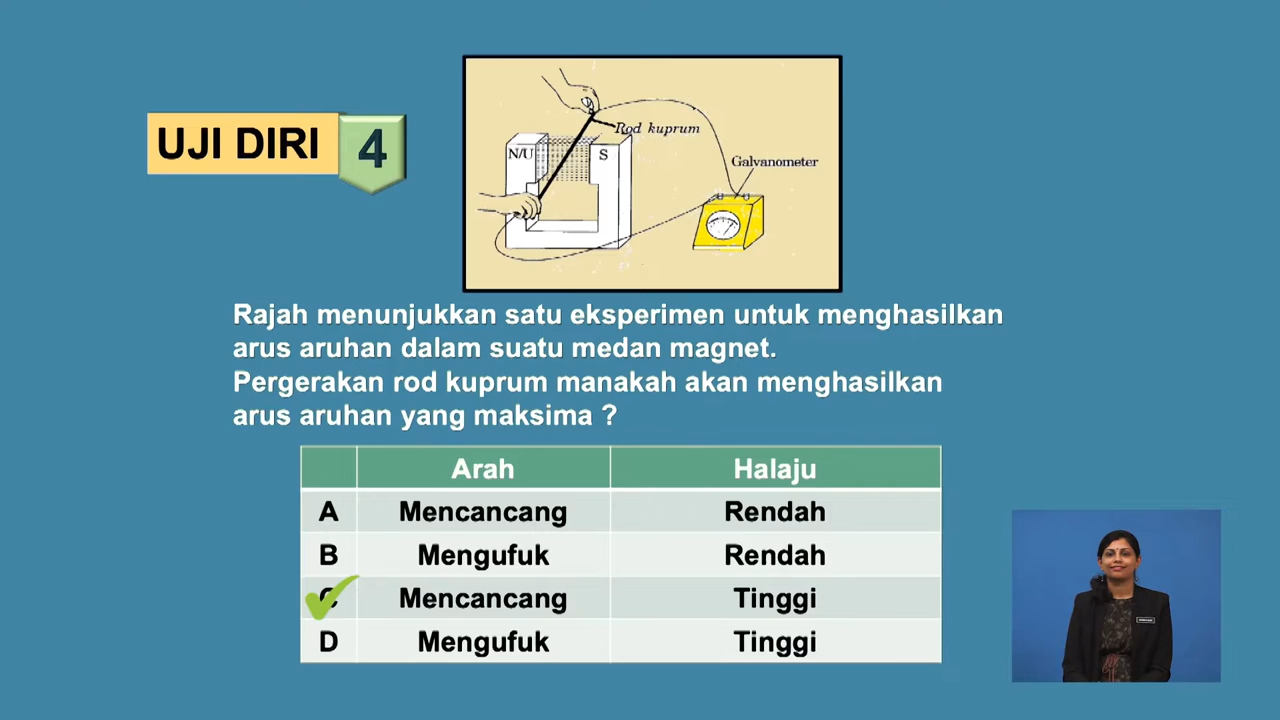 UJI DIRI 4
Rod kuprum
N/U S
Galvanometer
Rajah menunjukkan satu eksperimen untuk menghasilkan
arus aruhan dalam suatu medan magnet.
Pergerakan rod kuprum manakah akan menghasilkan
arus aruhan yang maksima ?
Arah Halaju
A Mencancang Rendah
B Mengufuk Rendah
C Mencancang Tinggi
D Mengufuk Tinggi